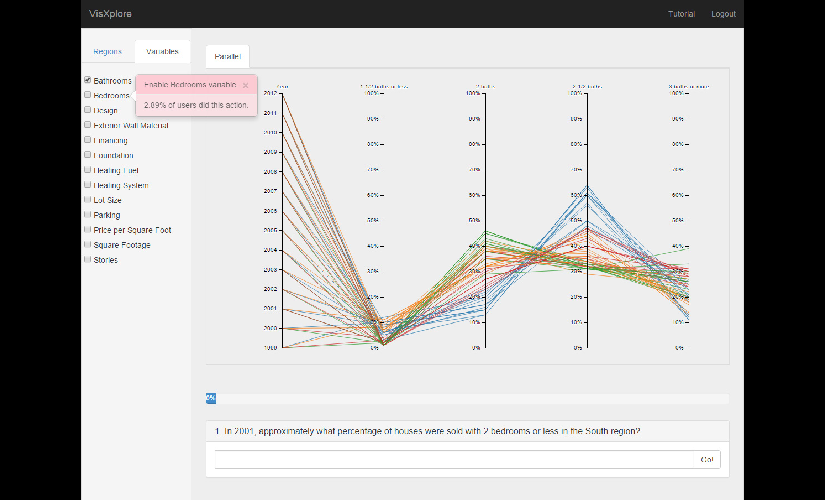 VisXplore
Tutorial Logout
Regions Variables Parallel
Bathrooms
Bedrooms
Design
Exterior Wall Material
Financing
Foundation
Heating Fuel
Heating System
Lot Size
Parking
Price per Square Foot
Square Footage
Stories
Enable Bedrooms variable ×
2.89% of users did this action.
2012 100% 100% 100% 100%
2011 90% 90% 90% 90%
2010 80% 80% 80% 80%
2009 70% 70% 70% 70%
2008
2007 60% 60% 60% 60%
2006 50% 50% 50% 50%
2005
2004 40% 40% 40% 40%
2003 30% 30% 30% 30%
2002 20% 20% 20% 20%
2001 10% 10% 10% 10%
2000
1999 0% 0% 0% 0%
0%
1. In 2001, approximately what percentage of houses were sold with 2 bedrooms or less in the South region?
Go!